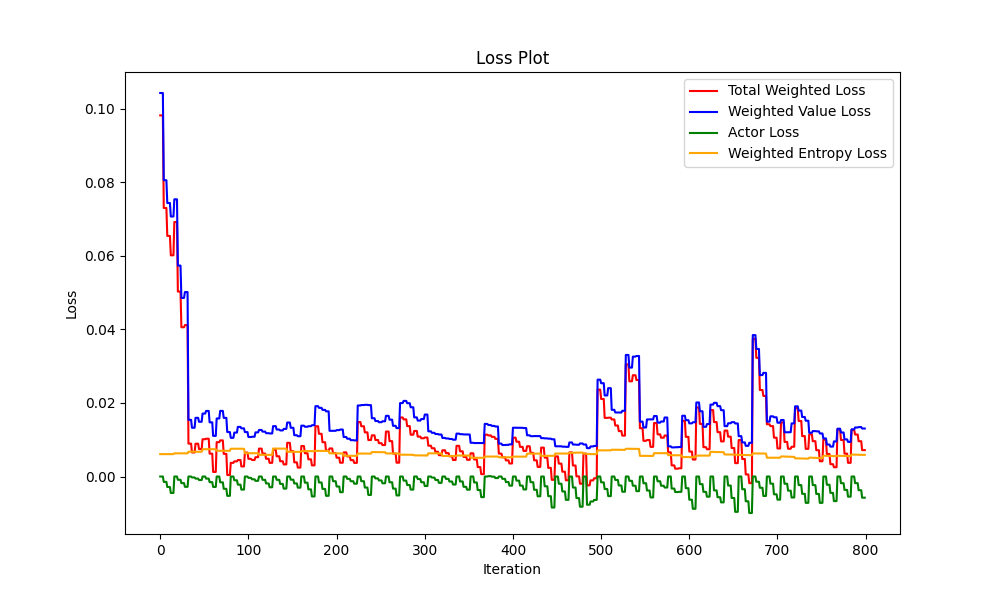 Loss Plot
Total Weighted Loss
Weighted Value Loss
Actor Loss
Weighted Entropy Loss
0.10
0.08
0.06
0.04
0.02
0.00
Loss
0 100 200 300 400 500 600 700 800
Iteration